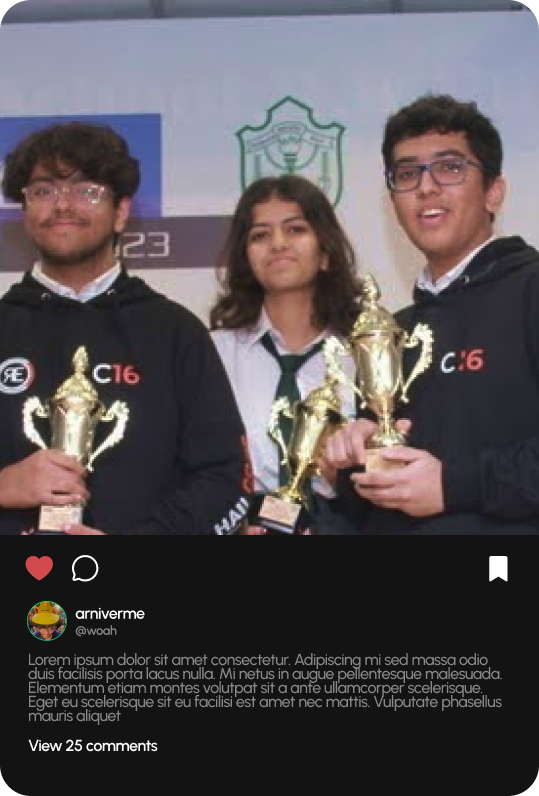 23
C16
C16
HAI
arniverme
@woah
Lorem ipsum dolor sit amet consectetur. Adipiscing mi sed massa odio
duis facilisis porta lacus nulla. Mi netus in augue pellentesque malesuada.
Elementum etiam montes volutpat sit a ante ullamcorper scelerisque.
Eget eu scelerisque sit eu facilisi est amet nec mattis. Vulputate phasellus
mauris aliquet
View 25 comments